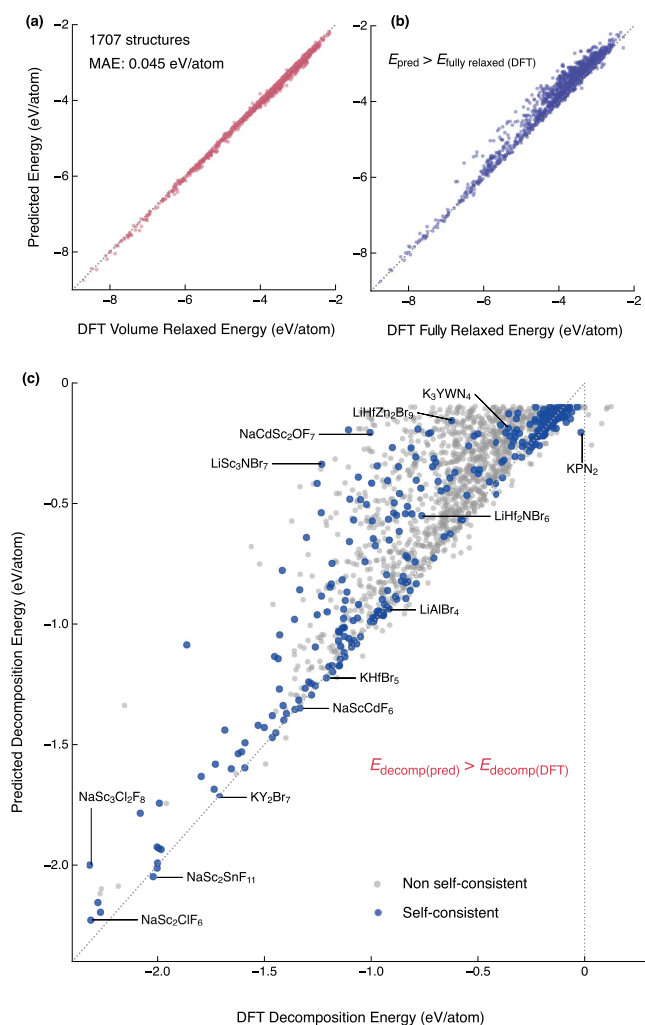 (a)
1707 structures
MAE: 0.045 eV/atom
Predicted Energy (eV/atom)
−2
−4
−6
−8
−8
−6
−4
−2
DFT Volume Relaxed Energy (eV/atom)
(b)
E_pred > E_fully relaxed (DFT)
−2
−4
−6
−8
−8
−6
−4
−2
DFT Fully Relaxed Energy (eV/atom)
(c)
Predicted Decomposition Energy (eV/atom)
0
−0.5
−1.0
−1.5
−2.0
K₃YWN₄
LiHfZn₂Br₉
NaCdSc₂OF₇
LiSc₃NBr₇
KPN₂
LiHf₂NBr₆
LiAlBr₄
KHfBr₅
NaScCdF₆
E_decomp(pred) > E_decomp(DFT)
KY₂Br₇
NaSc₃Cl₂F₈
NaSc₂SnF₁₁
NaSc₂ClF₆
Non self-consistent
Self-consistent
−2.0
−1.5
−1.0
−0.5
0
DFT Decomposition Energy (eV/atom)